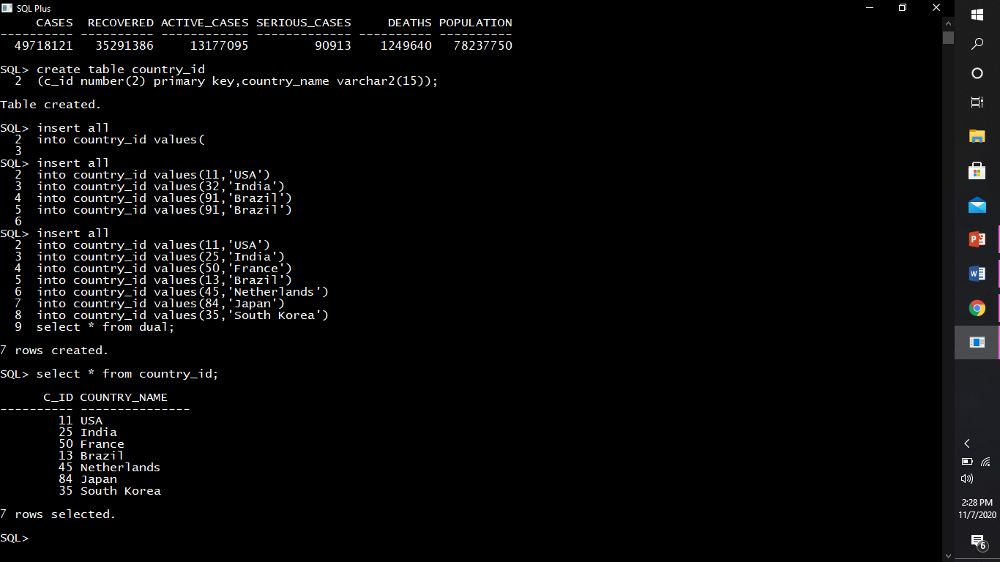 SQL Plus
     CASES  RECOVERED ACTIVE_CASES SERIOUS_CASES     DEATHS POPULATION
---------- ---------- ------------ ------------- ---------- ----------
  49718121   35291386     13177095         90913    1249640   78237750
SQL> create table country_id
  2  (c_id number(2) primary key,country_name varchar2(15));
Table created.
SQL> insert all
  2  into country_id values(
  3
SQL> insert all
  2  into country_id values(11,'USA')
  3  into country_id values(32,'India')
  4  into country_id values(91,'Brazil')
  5  into country_id values(91,'Brazil')
  6
SQL> insert all
  2  into country_id values(11,'USA')
  3  into country_id values(25,'India')
  4  into country_id values(50,'France')
  5  into country_id values(13,'Brazil')
  6  into country_id values(45,'Netherlands')
  7  into country_id values(84,'Japan')
  8  into country_id values(35,'South Korea')
  9  select * from dual;
7 rows created.
SQL> select * from country_id;
      C_ID COUNTRY_NAME
---------- ---------------
        11 USA
        25 India
        50 France
        13 Brazil
        45 Netherlands
        84 Japan
        35 South Korea
7 rows selected.
SQL>
2:28 PM
11/7/2020
6